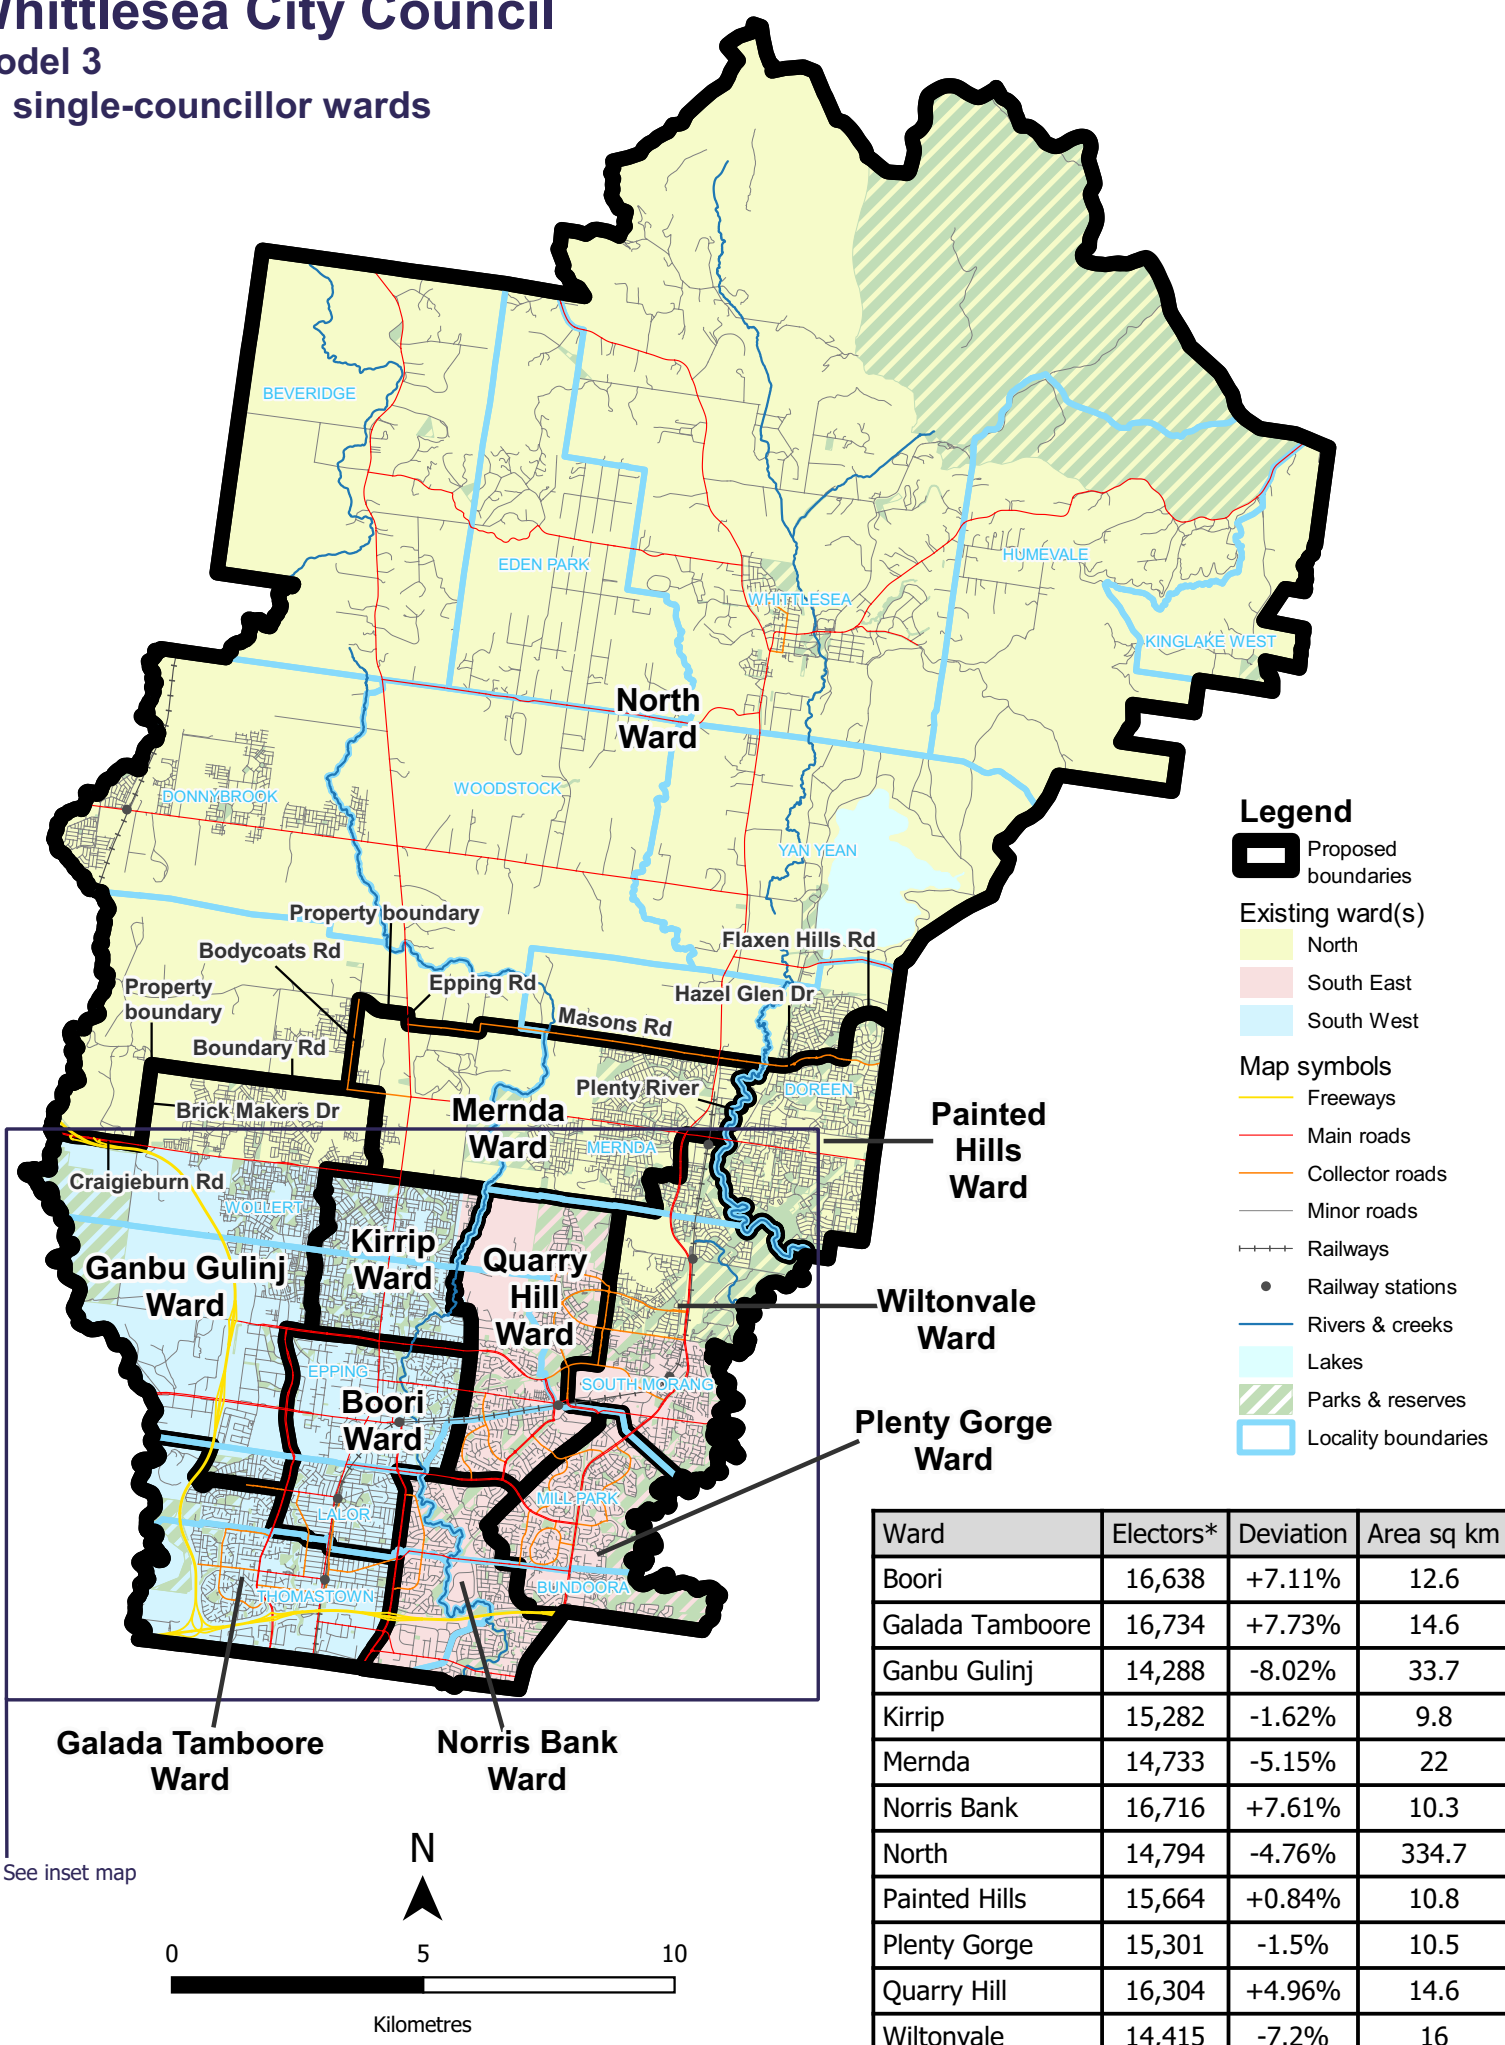 Whittlesea City Council
odel 3
single-councillor wards
BEVERIDGE
EDEN PARK
WHITTLESEA
HUMEVALE
KINGLAKE WEST
North
Ward
DONNYBROOK
WOODSTOCK
YAN YEAN
Property boundary
Bodycoats Rd
Flaxen Hills Rd
Epping Rd
Hazel Glen Dr
Property
boundary
Masons Rd
Boundary Rd
Plenty River
DOREEN
Brick Makers Dr
Mernda
Ward
MERNDA
Painted
Hills
Ward
Craigieburn Rd
WOLLERT
Kirrip
Ward
Quarry
Hill
Ward
Ganbu Gulinj
Ward
Wiltonvale
Ward
EPPING
SOUTH MORANG
Boori
Ward
Plenty Gorge
Ward
MILL PARK
LALOR
BUNDOORA
THOMASTOWN
Galada Tamboore
Ward
Norris Bank
Ward
See inset map
N
0 5 10
Kilometres
Legend
Proposed
boundaries
Existing ward(s)
North
South East
South West
Map symbols
Freeways
Main roads
Collector roads
Minor roads
Railways
Railway stations
Rivers & creeks
Lakes
Parks & reserves
Locality boundaries
Ward Electors* Deviation Area sq km
Boori 16,638 +7.11% 12.6
Galada Tamboore 16,734 +7.73% 14.6
Ganbu Gulinj 14,288 -8.02% 33.7
Kirrip 15,282 -1.62% 9.8
Mernda 14,733 -5.15% 22
Norris Bank 16,716 +7.61% 10.3
North 14,794 -4.76% 334.7
Painted Hills 15,664 +0.84% 10.8
Plenty Gorge 15,301 -1.5% 10.5
Quarry Hill 16,304 +4.96% 14.6
Wiltonvale 14,415 -7.2% 16